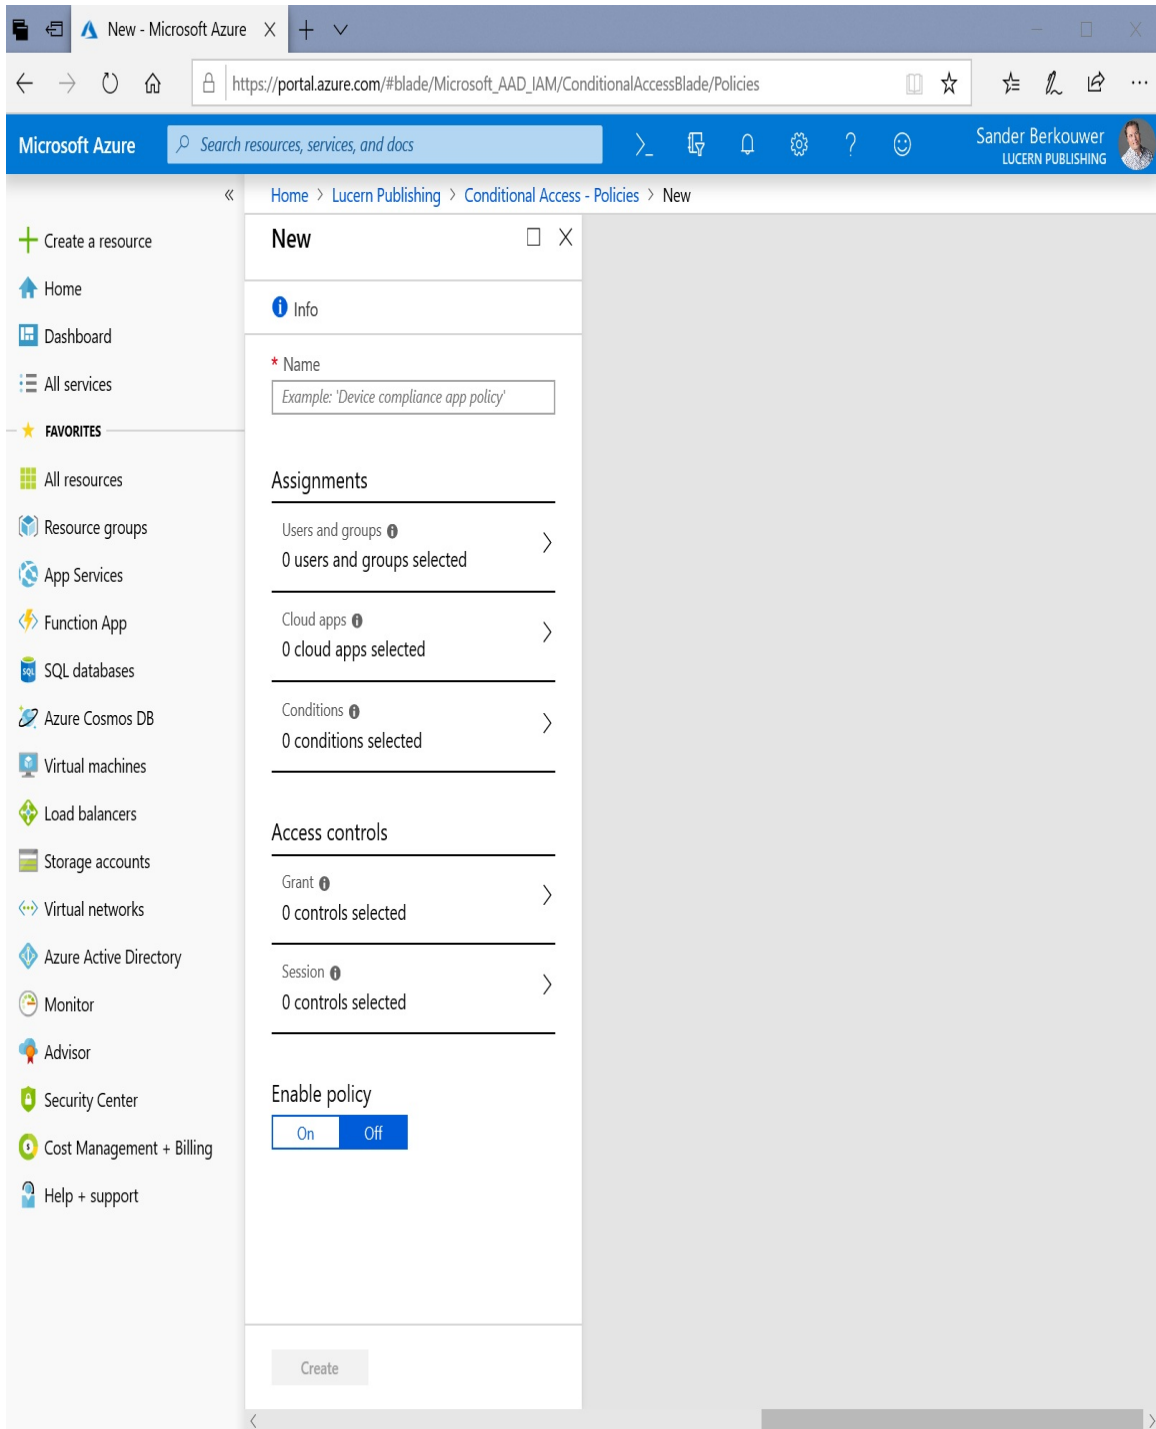 New - Microsoft Azure
https://portal.azure.com/#blade/Microsoft_AAD_IAM/ConditionalAccessBlade/Policies
Microsoft Azure
Search resources, services, and docs
Sander Berkouwer
LUCERN PUBLISHING
Home > Lucern Publishing > Conditional Access - Policies > New
Create a resource
Home
Dashboard
All services
FAVORITES
All resources
Resource groups
App Services
Function App
SQL databases
Azure Cosmos DB
Virtual machines
Load balancers
Storage accounts
Virtual networks
Azure Active Directory
Monitor
Advisor
Security Center
Cost Management + Billing
Help + support
New
Info
* Name
Example: 'Device compliance app policy'
Assignments
Users and groups
0 users and groups selected
Cloud apps
0 cloud apps selected
Conditions
0 conditions selected
Access controls
Grant
0 controls selected
Session
0 controls selected
Enable policy
On Off
Create